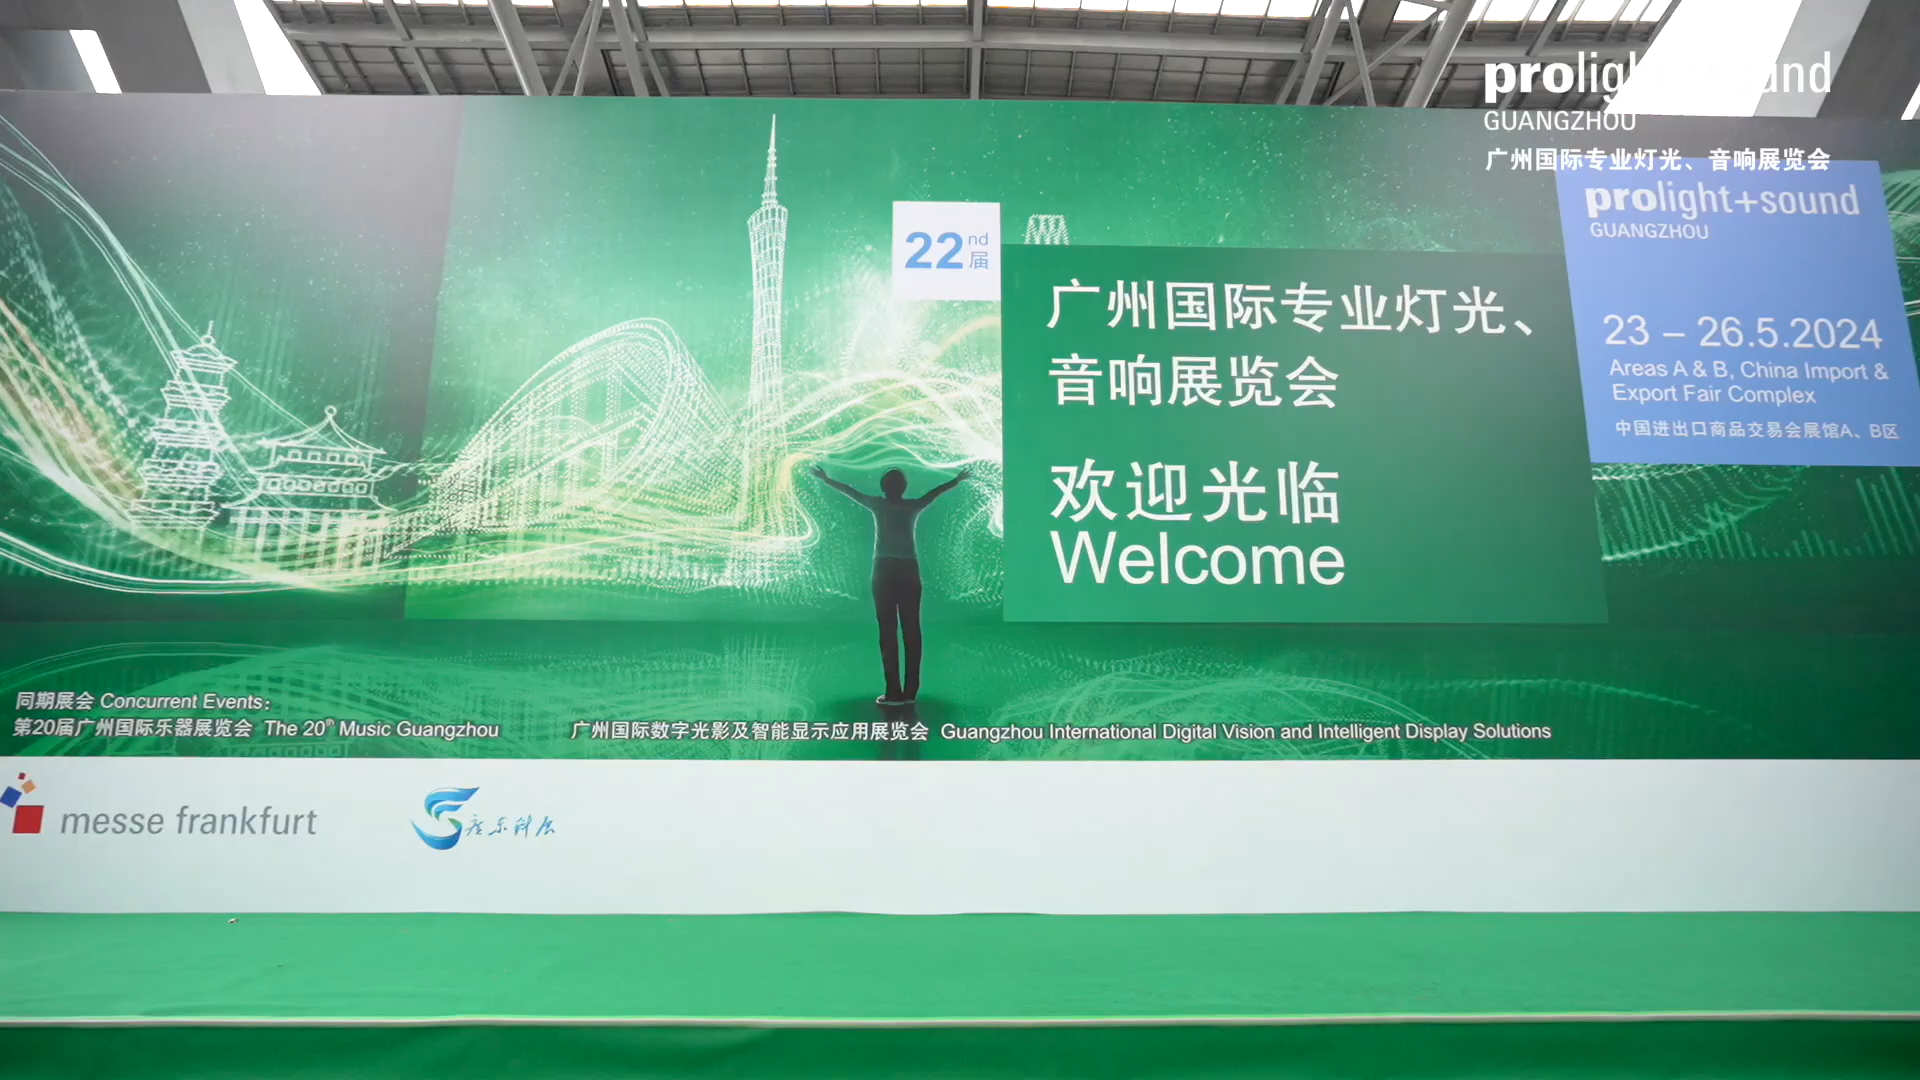 prolight+sound
GUANGZHOU
广州国际专业灯光、音响展览会
prolight+sound
GUANGZHOU
23 – 26.5.2024
Areas A & B, China Import &
Export Fair Complex
中国进出口商品交易会展馆A、B区
22nd届
广州国际专业灯光、
音响展览会
欢迎光临
Welcome
同期展会 Concurrent Events:
第20届广州国际乐器展览会 The 20th Music Guangzhou
广州国际数字光影及智能显示应用展览会 Guangzhou International Digital Vision and Intelligent Display Solutions
messe frankfurt
广东科展